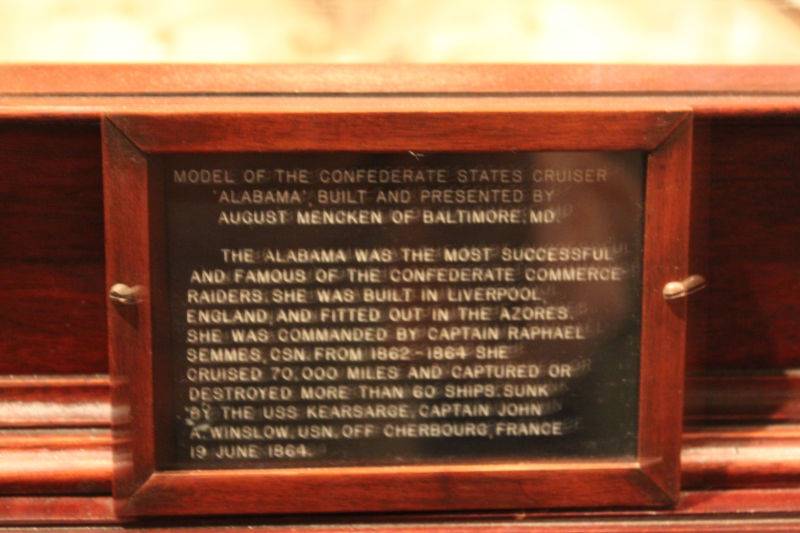 MODEL OF THE CONFEDERATE STATES CRUISER
'ALABAMA', BUILT AND PRESENTED BY
AUGUST MENCKEN OF BALTIMORE, MD.
THE ALABAMA WAS THE MOST SUCCESSFUL
AND FAMOUS OF THE CONFEDERATE COMMERCE
RAIDERS. SHE WAS BUILT IN LIVERPOOL,
ENGLAND, AND FITTED OUT IN THE AZORES.
SHE WAS COMMANDED BY CAPTAIN RAPHAEL
SEMMES, CSN. FROM 1862-1864 SHE
CRUISED 70,000 MILES AND CAPTURED OR
DESTROYED MORE THAN 60 SHIPS. SUNK
BY THE USS KEARSARGE, CAPTAIN JOHN
A. WINSLOW, USN, OFF CHERBOURG, FRANCE
19 JUNE 1864.